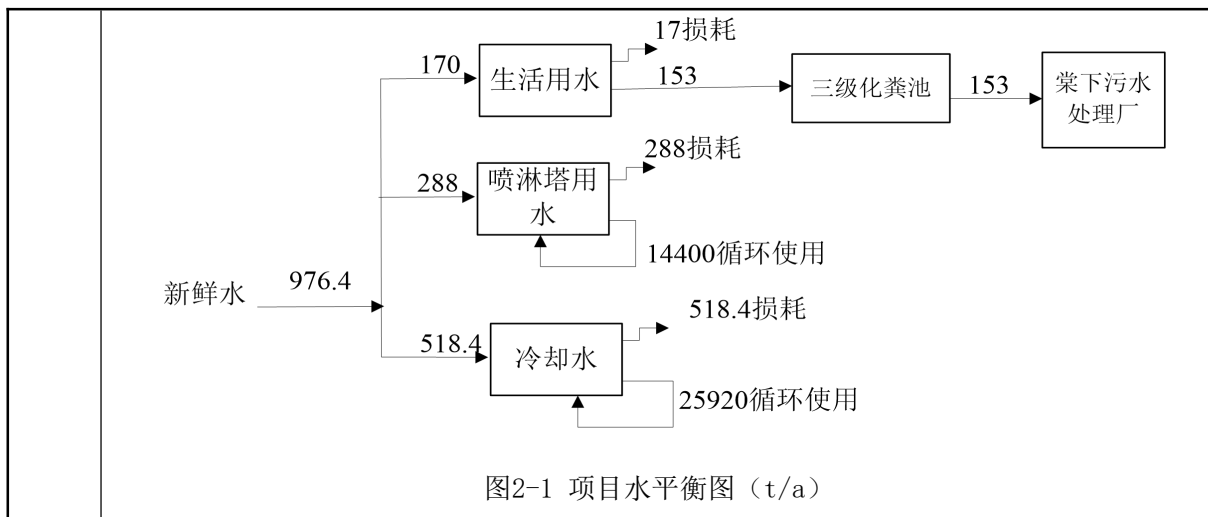 17损耗
170
生活用水
153
三级化粪池
153
棠下污水
处理厂
288损耗
288
喷淋塔用
水
14400循环使用
新鲜水
976.4
518.4损耗
518.4
冷却水
25920循环使用
图2-1 项目水平衡图（t/a）